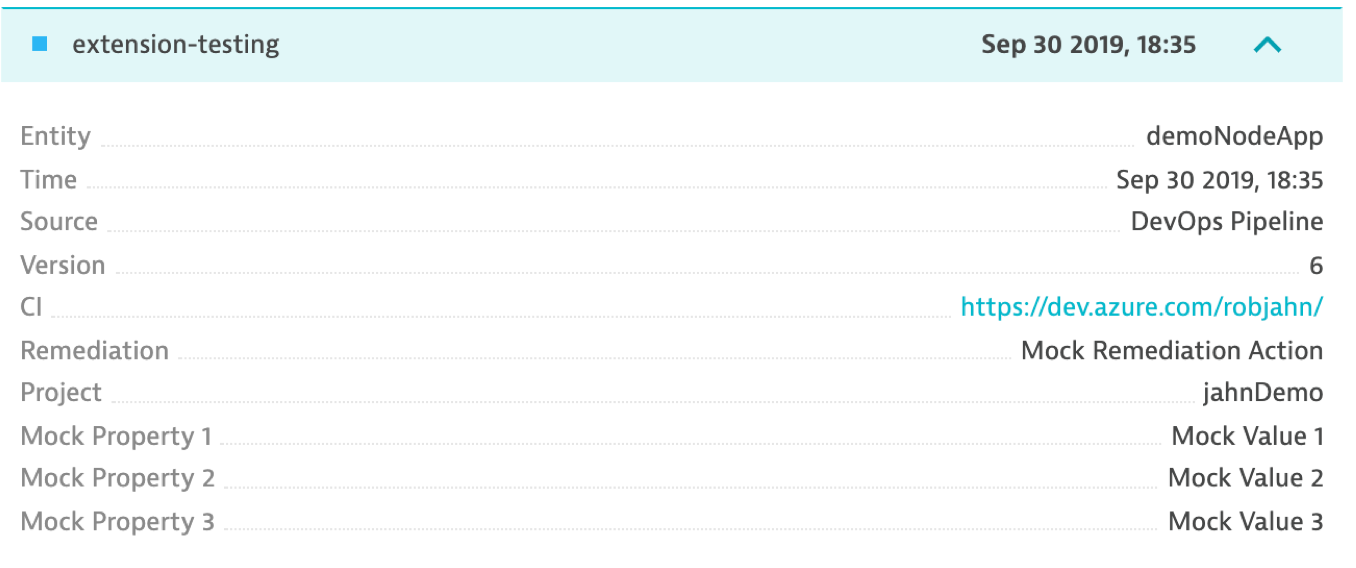 extension-testing Sep 30 2019, 18:35
Entity demoNodeApp
Time Sep 30 2019, 18:35
Source DevOps Pipeline
Version 6
CI https://dev.azure.com/robjahn/
Remediation Mock Remediation Action
Project jahnDemo
Mock Property 1 Mock Value 1
Mock Property 2 Mock Value 2
Mock Property 3 Mock Value 3